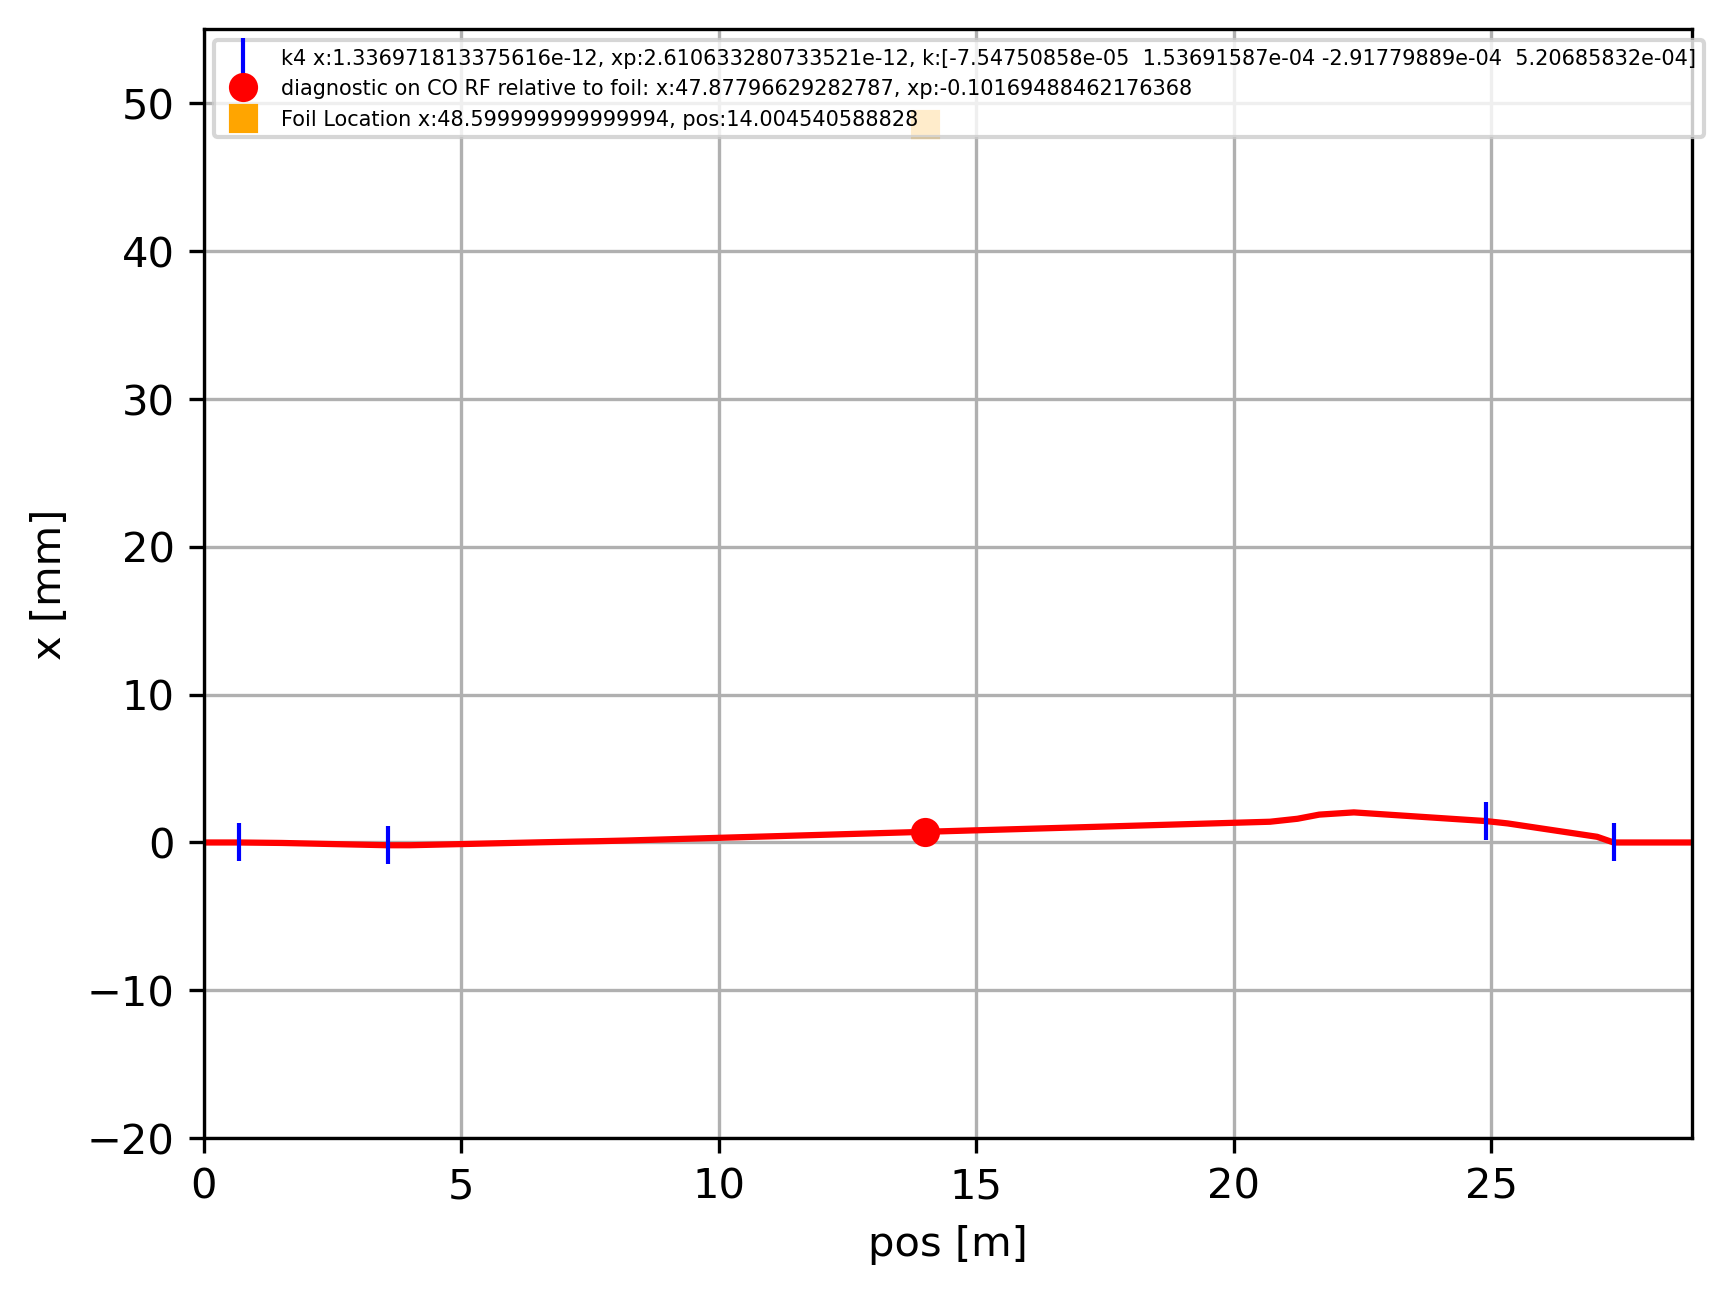 k4 x:1.336971813375616e-12, xp:2.610633280733521e-12, k:[-7.54750858e-05  1.53691587e-04 -2.91779889e-04  5.20685832e-04]
diagnostic on CO RF relative to foil: x:47.87796629282787, xp:-0.10169488462176368
Foil Location x:48.599999999999994, pos:14.004540588828
50
40
30
20
10
0
−10
−20
x [mm]
0 5 10 15 20 25
pos [m]